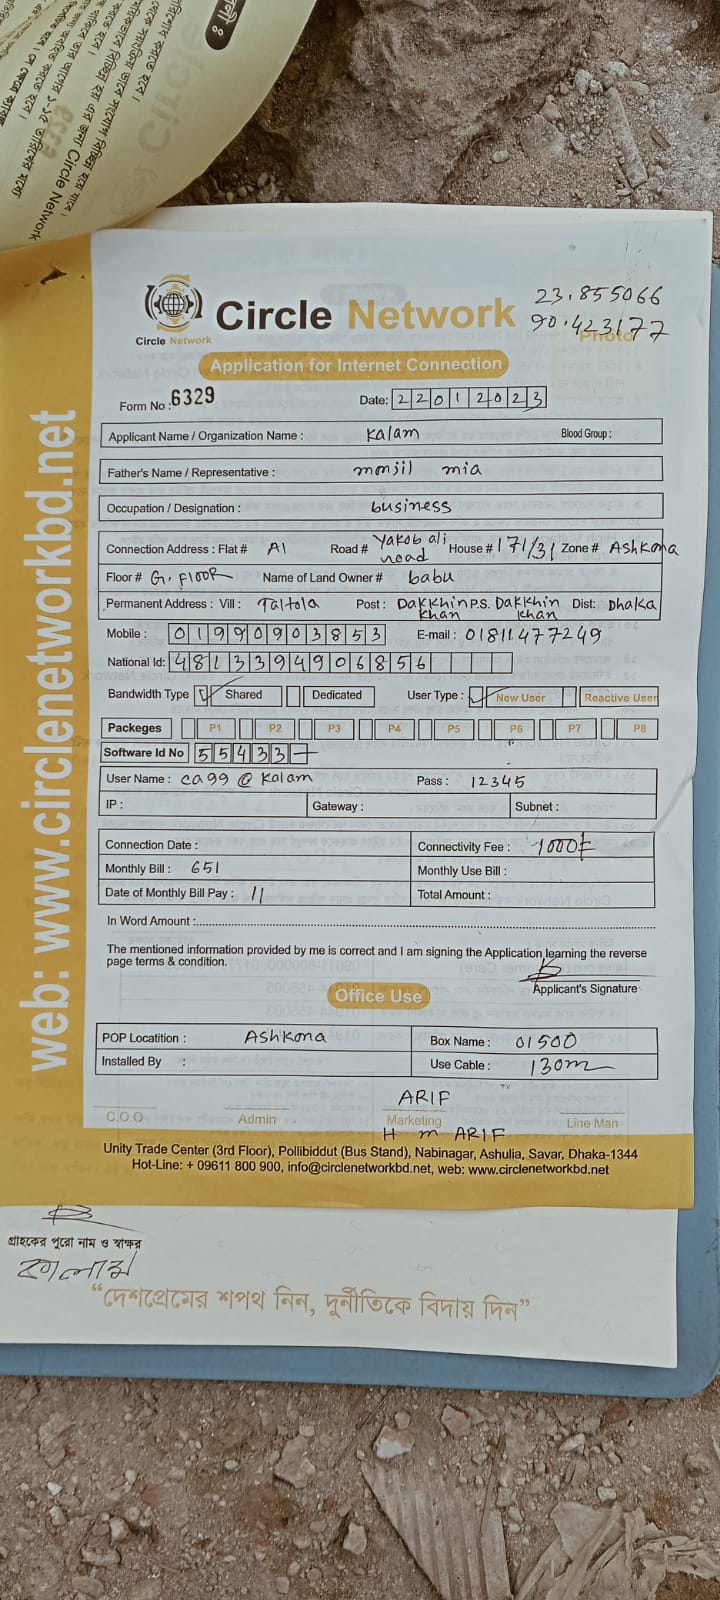 Circle Network
Circle Network
23.855066
90.423177
Photo
Application for Internet Connection
Form No : 6329 Date: 22012023
Applicant Name / Organization Name : Kalam Blood Group :
Father's Name / Representative : monjil mia
Occupation / Designation : business
Connection Address : Flat # A1 Road # Yakob ali road House # 171/31 Zone # Ashkona
Floor # G. FlooR Name of Land Owner # babu
Permanent Address : Vill : Taltola Post : Dakkhin khan P.S. Dakkhin khan Dist: Dhaka
Mobile : 01990903853 E-mail : 01811477249
National Id: 4813394906856
Bandwidth Type Shared Dedicated User Type : New User Reactive User
Packeges P1 P2 P3 P4 P5 P6 P7 P8
Software Id No 55433
User Name : ca99 @ Kalam Pass : 12345
IP : Gateway : Subnet :
Connection Date : Connectivity Fee : 1000/-
Monthly Bill : 651 Monthly Use Bill :
Date of Monthly Bill Pay : 11 Total Amount :
In Word Amount :
The mentioned information provided by me is correct and I am signing the Application learning the reverse
page terms & condition.
Applicant's Signature
Office Use
POP Locatition : Ashkona Box Name : 01500
Installed By : Use Cable : 130m
ARIF
C.O.O Admin Marketing Line Man
H m ARIF
Unity Trade Center (3rd Floor), Pollibiddut (Bus Stand), Nabinagar, Ashulia, Savar, Dhaka-1344
Hot-Line: + 09611 800 900, info@circlenetworkbd.net, web: www.circlenetworkbd.net
web: www.circlenetworkbd.net
গ্রাহকের পুরো নাম ও স্বাক্ষর
কালাম
“দেশপ্রেমের শপথ নিন, দুর্নীতিকে বিদায় দিন”